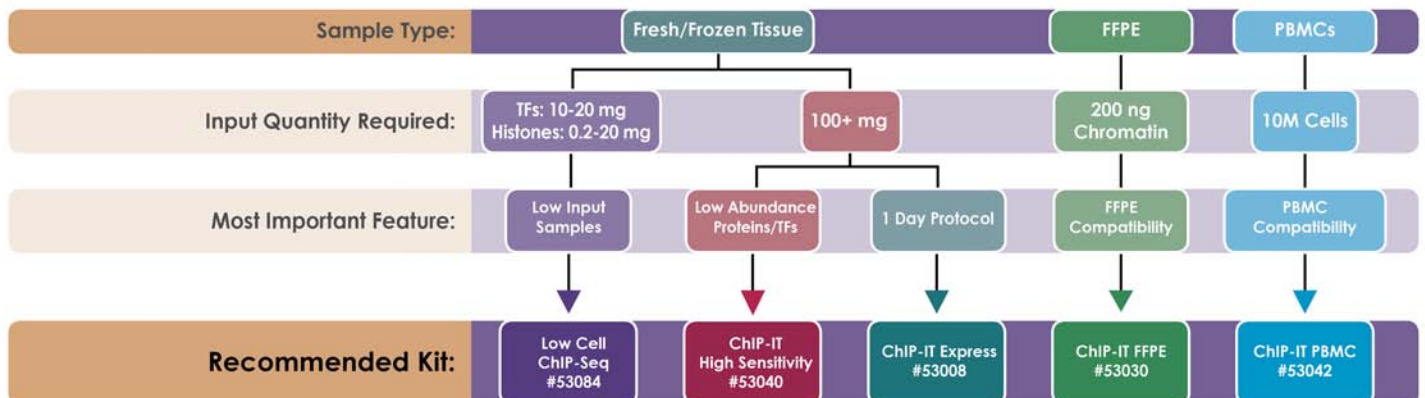 Sample Type:
Fresh/Frozen Tissue
FFPE
PBMCs
Input Quantity Required:
TFs: 10-20 mg
Histones: 0.2-20 mg
100+ mg
200 ng
Chromatin
10M Cells
Most Important Feature:
Low Input
Samples
Low Abundance
Proteins/TFs
1 Day Protocol
FFPE
Compatibility
PBMC
Compatibility
Recommended Kit:
Low Cell
ChIP-Seq
#53084
ChIP-IT
High Sensitivity
#53040
ChIP-IT Express
#53008
ChIP-IT FFPE
#53030
ChIP-IT PBMC
#53042